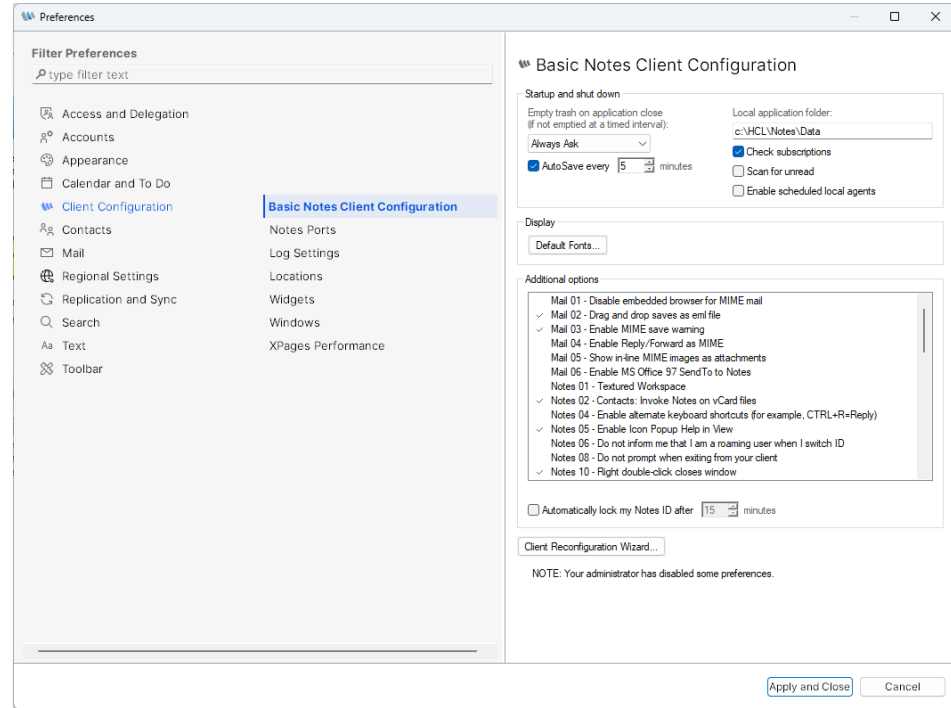 Preferences
Filter Preferences
type filter text
Access and Delegation
Accounts
Appearance
Calendar and To Do
Client Configuration
Contacts
Mail
Regional Settings
Replication and Sync
Search
Aa Text
Toolbar
Basic Notes Client Configuration
Notes Ports
Log Settings
Locations
Widgets
Windows
XPages Performance
Basic Notes Client Configuration
Startup and shut down
Empty trash on application close
(if not emptied at a timed interval):
Always Ask
AutoSave every 5 minutes
Local application folder:
c:\HCL\Notes\Data
Check subscriptions
Scan for unread
Enable scheduled local agents
Display
Default Fonts...
Additional options
Mail 01 - Disable embedded browser for MIME mail
Mail 02 - Drag and drop saves as eml file
Mail 03 - Enable MIME save warning
Mail 04 - Enable Reply/Forward as MIME
Mail 05 - Show in-line MIME images as attachments
Mail 06 - Enable MS Office 97 SendTo to Notes
Notes 01 - Textured Workspace
Notes 02 - Contacts: Invoke Notes on vCard files
Notes 04 - Enable alternate keyboard shortcuts (for example, CTRL+R=Reply)
Notes 05 - Enable Icon Popup Help in View
Notes 06 - Do not inform me that I am a roaming user when I switch ID
Notes 08 - Do not prompt when exiting from your client
Notes 10 - Right double-click closes window
Automatically lock my Notes ID after 15 minutes
Client Reconfiguration Wizard...
NOTE: Your administrator has disabled some preferences.
Apply and Close
Cancel